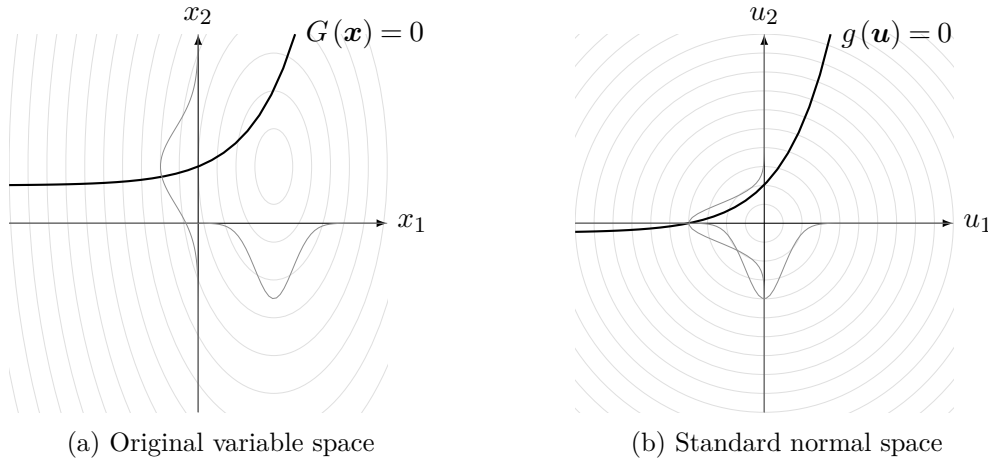 x₂
G(𝒙) = 0
x₁
(a) Original variable space
u₂
g(𝒖) = 0
u₁
(b) Standard normal space